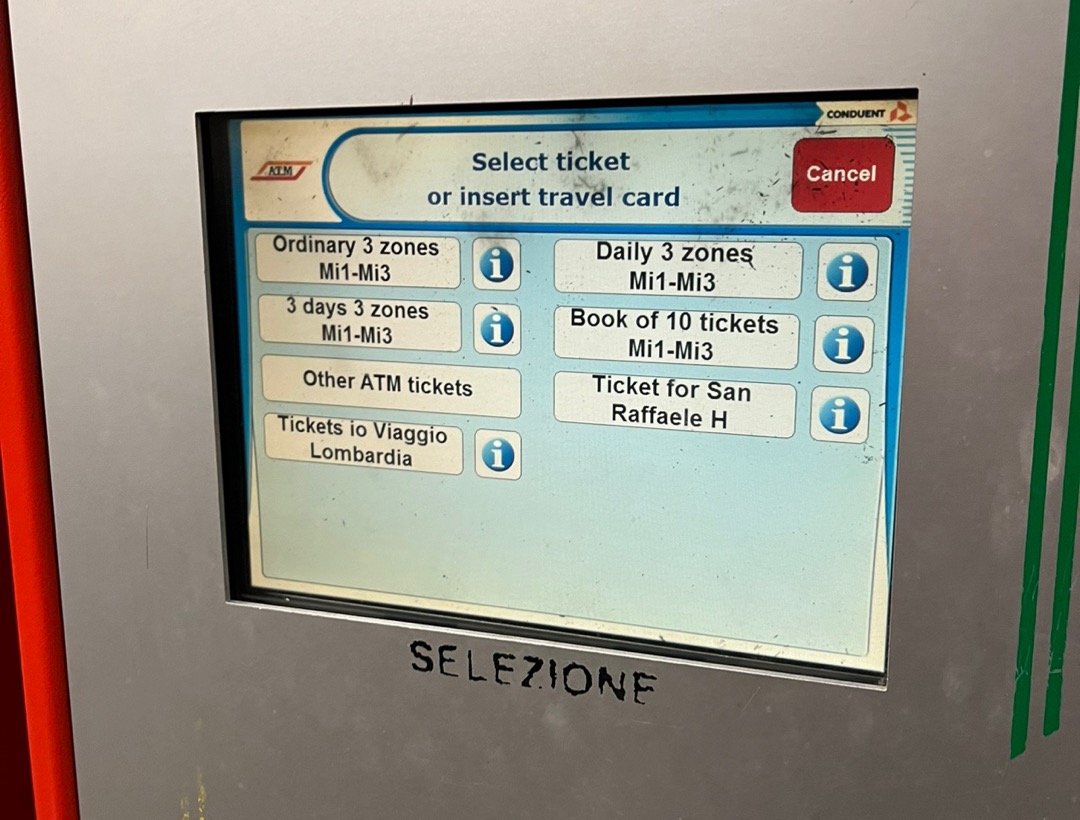 CONDUENT
ATM
Select ticket
or insert travel card
Cancel
Ordinary 3 zones
Mi1-Mi3
i
Daily 3 zones
Mi1-Mi3
i
3 days 3 zones
Mi1-Mi3
i
Book of 10 tickets
Mi1-Mi3
i
Other ATM tickets
Ticket for San
Raffaele H
i
Tickets io Viaggio
Lombardia
i
SELEZIONE